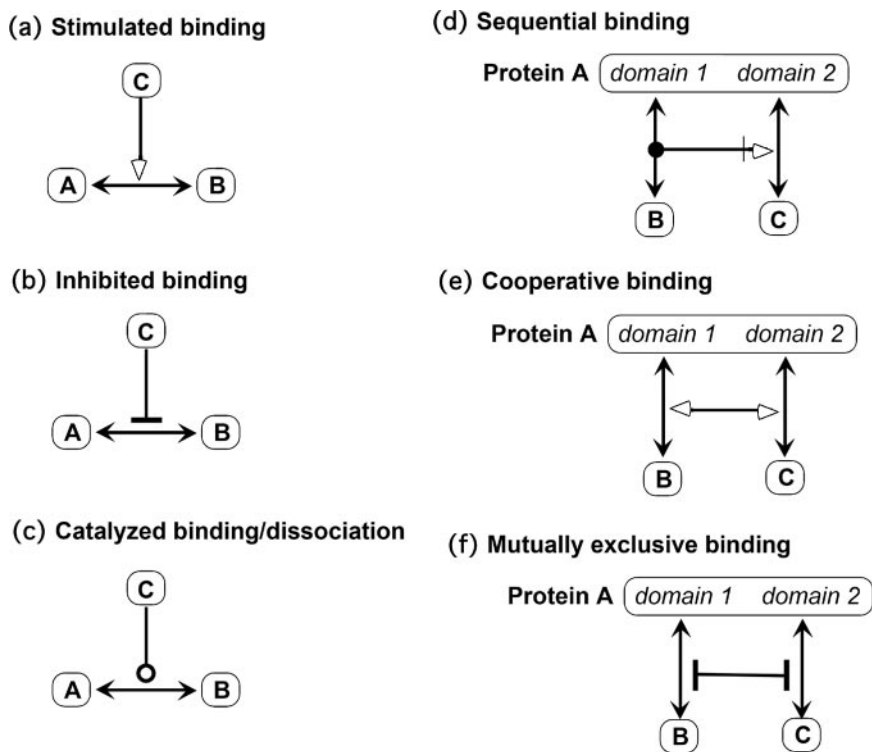 (a) Stimulated binding
C
A
B
(b) Inhibited binding
C
A
B
(c) Catalyzed binding/dissociation
C
A
B
(d) Sequential binding
Protein A domain 1 domain 2
B
C
(e) Cooperative binding
Protein A domain 1 domain 2
B
C
(f) Mutually exclusive binding
Protein A domain 1 domain 2
B
C